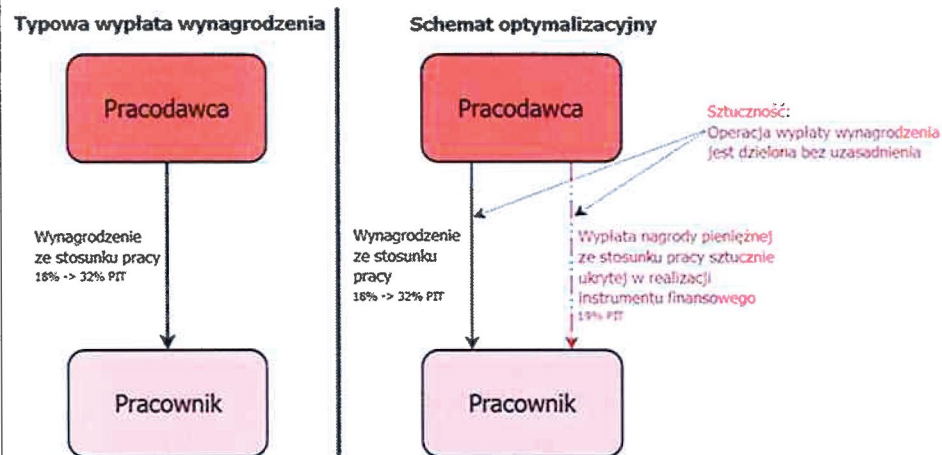 Typowa wypłata wynagrodzenia
Pracodawca
Wynagrodzenie
ze stosunku pracy
18% -> 32% PIT
Pracownik
Schemat optymalizacyjny
Pracodawca
Sztuczność:
Operacja wypłaty wynagrodzenia
jest dzielona bez uzasadnienia
Wynagrodzenie
ze stosunku
pracy
18% -> 32% PIT
Wypłata nagrody pieniężnej
ze stosunku pracy sztucznie
ukrytej w realizacji
instrumentu finansowego
19% PIT
Pracownik